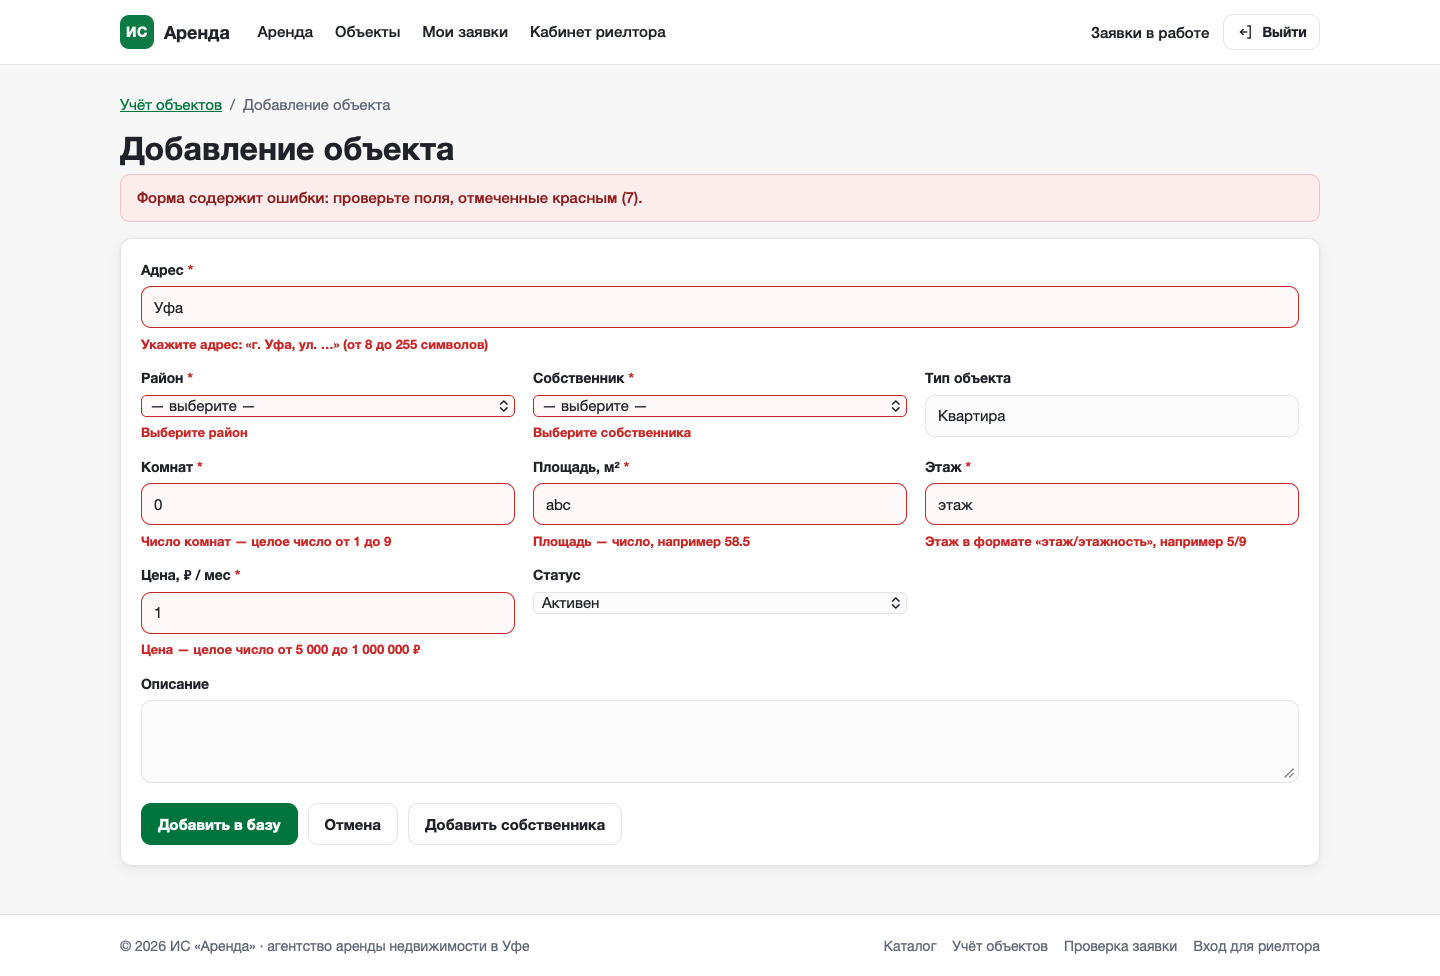 ИС Аренда Аренда Объекты Мои заявки Кабинет риелтора Заявки в работе Выйти
Учёт объектов / Добавление объекта
Добавление объекта
Форма содержит ошибки: проверьте поля, отмеченные красным (7).
Адрес *
Уфа
Укажите адрес: «г. Уфа, ул. …» (от 8 до 255 символов)
Район * Собственник * Тип объекта
— выберите — — выберите — Квартира
Выберите район Выберите собственника
Комнат * Площадь, м² * Этаж *
0 abc этаж
Число комнат — целое число от 1 до 9 Площадь — число, например 58.5 Этаж в формате «этаж/этажность», например 5/9
Цена, ₽ / мес * Статус
1 Активен
Цена — целое число от 5 000 до 1 000 000 ₽
Описание
Добавить в базу Отмена Добавить собственника
© 2026 ИС «Аренда» · агентство аренды недвижимости в Уфе Каталог Учёт объектов Проверка заявки Вход для риелтора